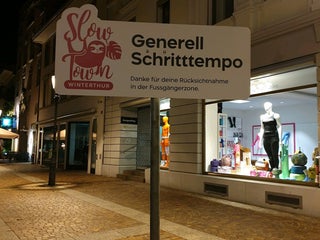 Slow
Town
WINTERTHUR
Generell
Schritttempo
Danke für deine Rücksichtnahme
in der Fussgängerzone.